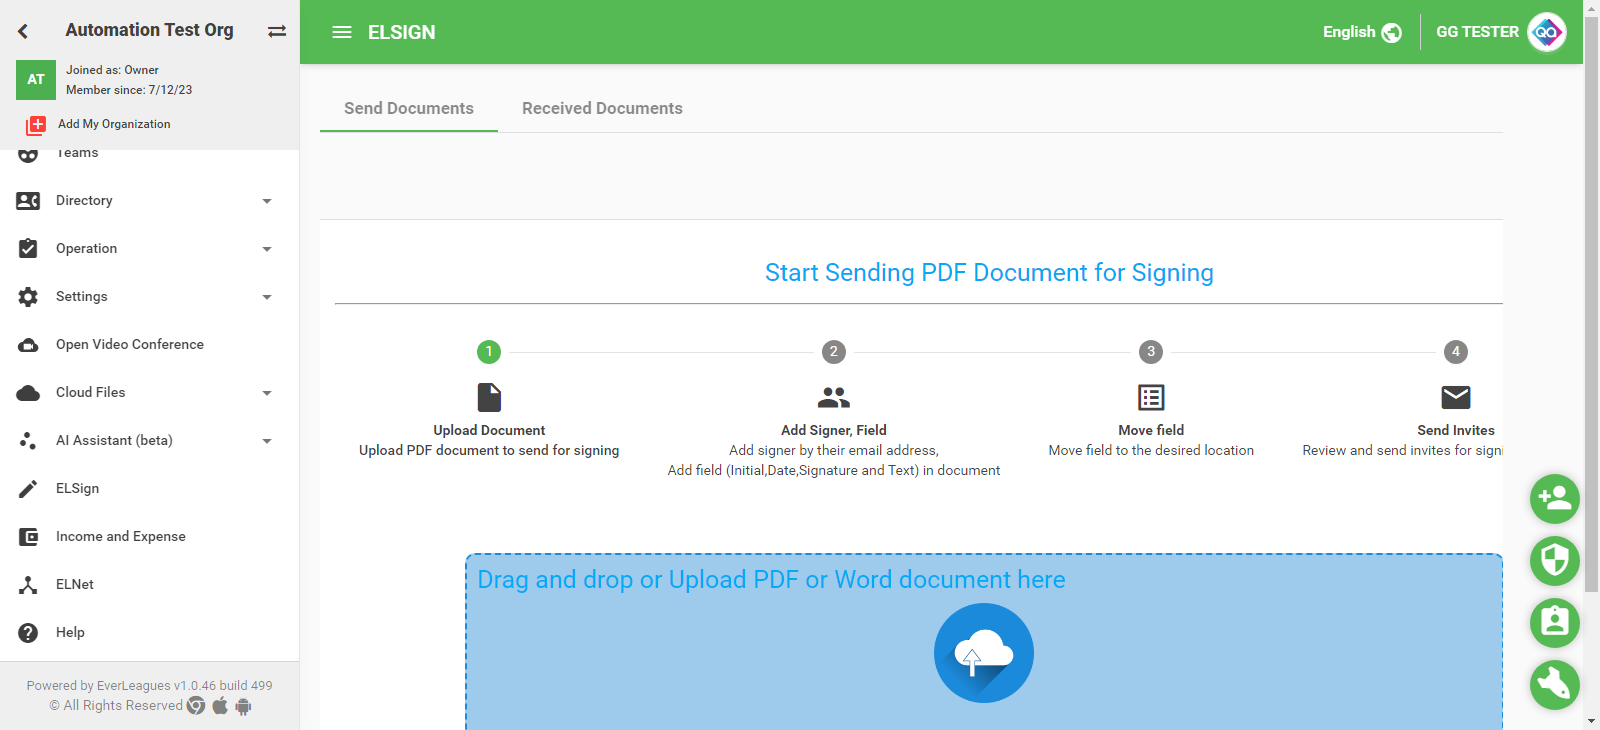 Automation Test Org
AT
Joined as: Owner
Member since: 7/12/23
Add My Organization
Teams
Directory
Operation
Settings
Open Video Conference
Cloud Files
AI Assistant (beta)
ELSign
Income and Expense
ELNet
Help
Powered by EverLeagues v1.0.46 build 499
© All Rights Reserved
ELSIGN
English
GG TESTER
QA
Send Documents
Received Documents
Start Sending PDF Document for Signing
1
2
3
4
Upload Document
Upload PDF document to send for signing
Add Signer, Field
Add signer by their email address,
Add field (Initial,Date,Signature and Text) in document
Move field
Move field to the desired location
Send Invites
Review and send invites for signi
Drag and drop or Upload PDF or Word document here